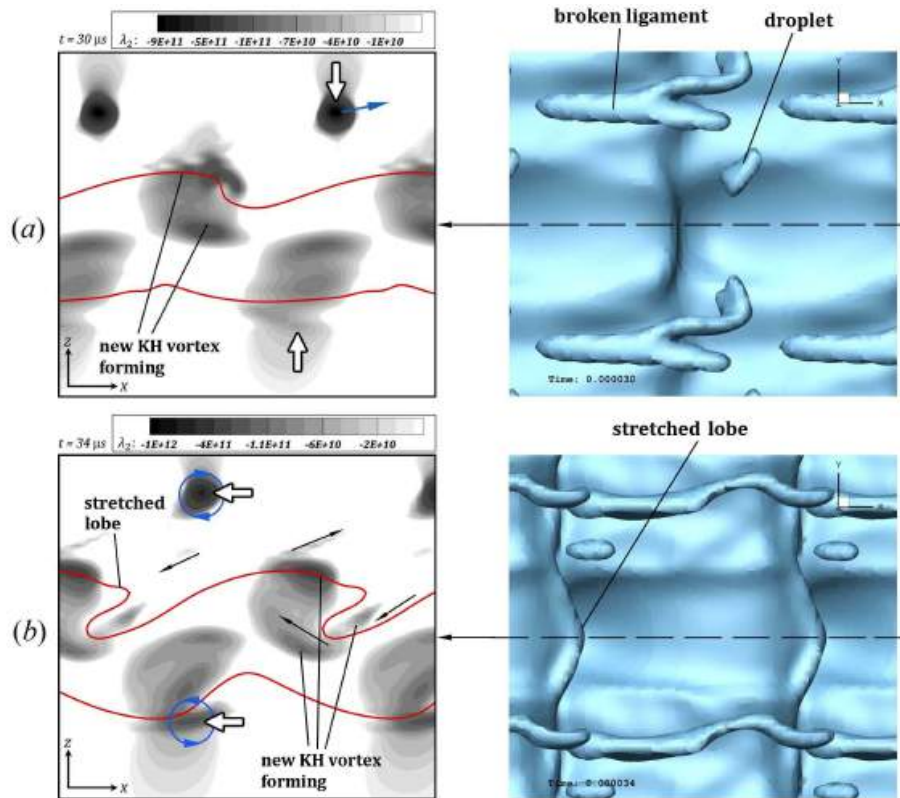 t = 30 μs
λ₂: -9E+11 -5E+11 -1E+11 -7E+10 -4E+10 -1E+10
(a)
new KH vortex
forming
z
x
broken ligament
droplet
Y
Z
X
Time: 0.000030
t = 34 μs
λ₂: -1E+12 -4E+11 -1.1E+11 -6E+10 -2E+10
stretched
lobe
(b)
new KH vortex
forming
z
x
stretched lobe
Y
X
Time: 0.000034